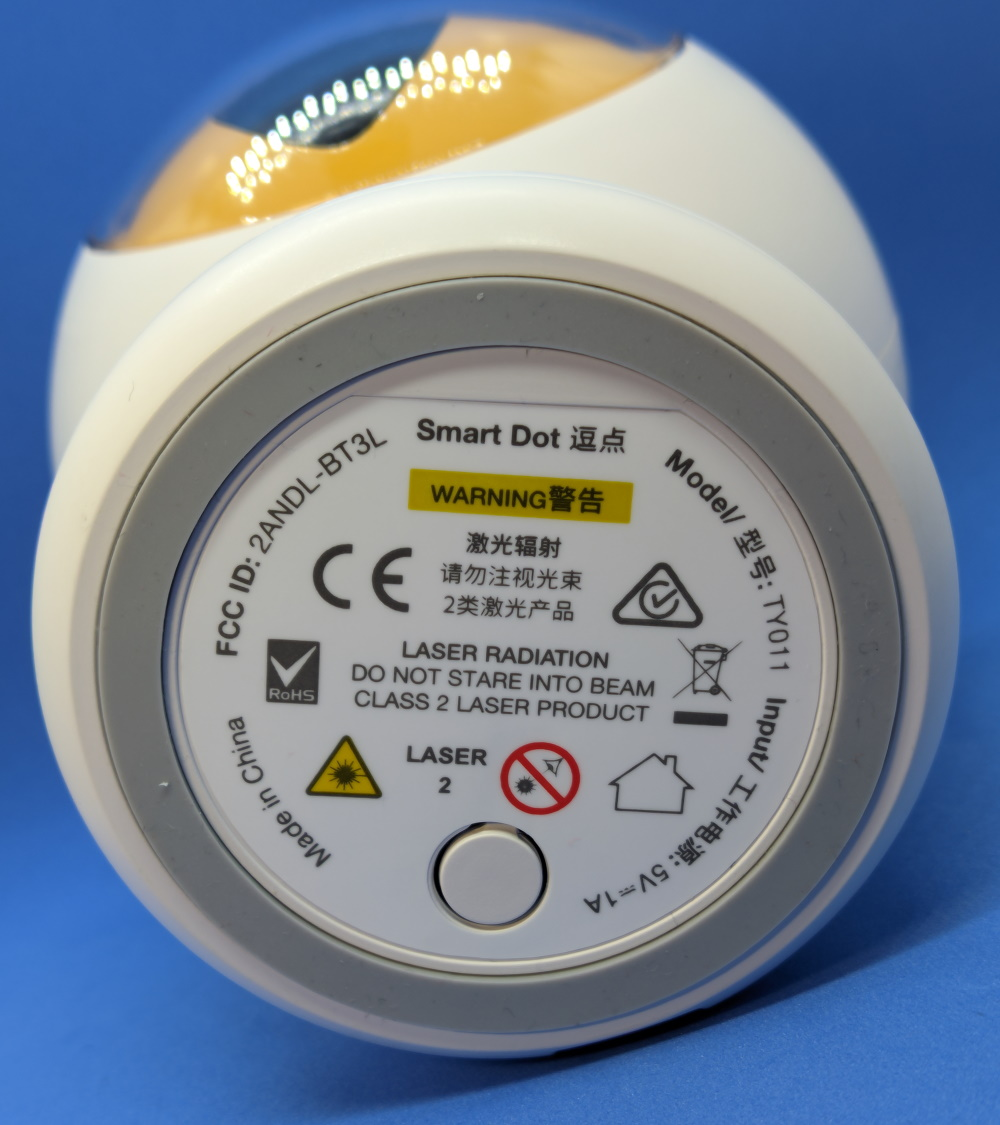 Smart Dot 逗点
FCC ID: 2ANDL-BT3L
Model/ 型号: TY011
WARNING警告
激光辐射
请勿注视光束
2类激光产品
CE
RoHS
LASER RADIATION
DO NOT STARE INTO BEAM
CLASS 2 LASER PRODUCT
LASER
2
Made in China
Input/ 工作电源: 5V⎓1A